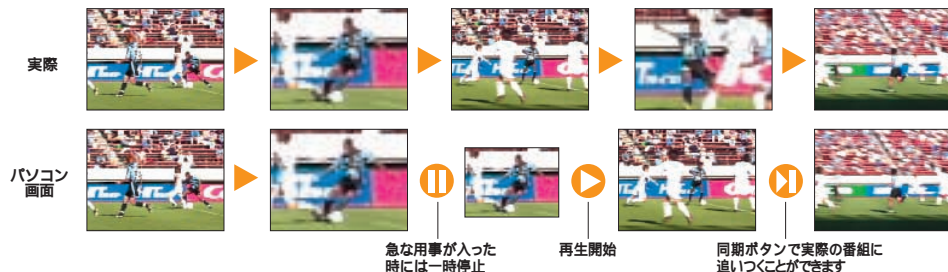 実際
パソコン
画面
急な用事が入った
時には一時停止
再生開始
同期ボタンで実際の番組に
追いつくことができます